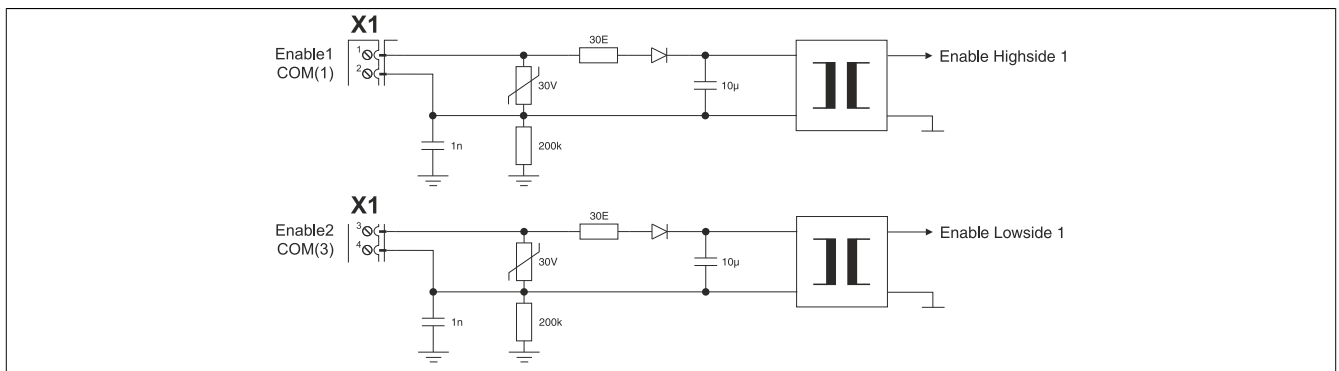 X1
Enable1
1
COM(1)
2
30E
30V
10µ
Enable Highside 1
1n
200k
X1
Enable2
3
COM(3)
4
30E
30V
10µ
Enable Lowside 1
1n
200k